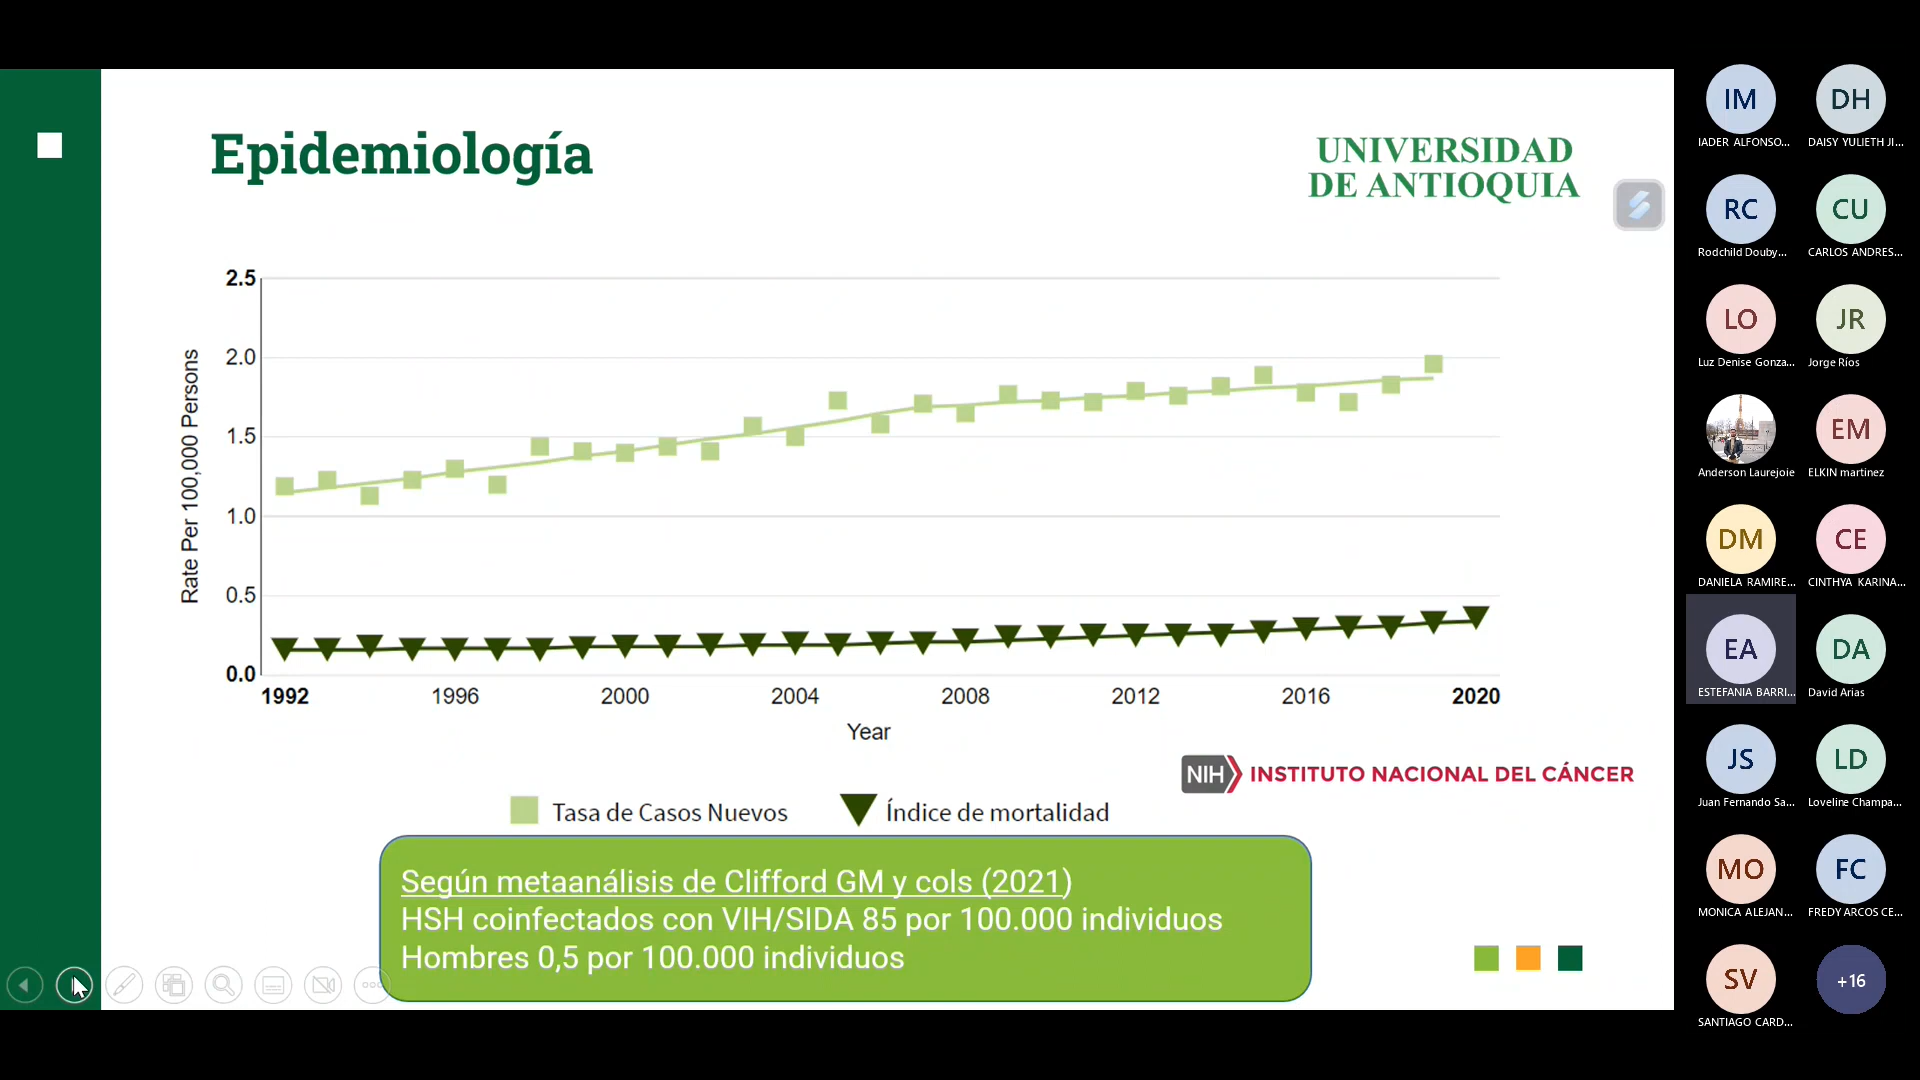 Epidemiología
UNIVERSIDAD
DE ANTIOQUIA
2.5
2.0
1.5
1.0
0.5
0.0
Rate Per 100,000 Persons
1992 1996 2000 2004 2008 2012 2016 2020
Year
NIH INSTITUTO NACIONAL DEL CÁNCER
Tasa de Casos Nuevos Índice de mortalidad
Según metaanálisis de Clifford GM y cols (2021)
HSH coinfectados con VIH/SIDA 85 por 100.000 individuos
Hombres 0,5 por 100.000 individuos
IM DH
IADER ALFONSO... DAISY YULIETH JI...
RC CU
Rodchild Douby... CARLOS ANDRES...
LO JR
Luz Denise Gonza... Jorge Ríos
EM
Anderson Laurejoie ELKIN martinez
DM CE
DANIELA RAMIRE... CINTHYA KARINA...
EA DA
ESTEFANIA BARRI... David Arias
JS LD
Juan Fernando Sa... Loveline Champa...
MO FC
MONICA ALEJAN... FREDY ARCOS CE...
SV +16
SANTIAGO CARD...